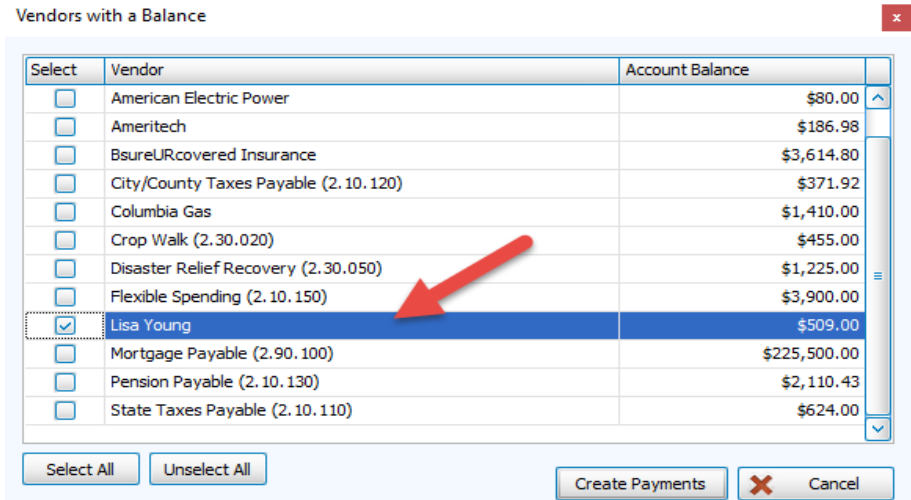 Vendors with a Balance
x
Select Vendor Account Balance
American Electric Power $80.00
Ameritech $186.98
BsureURcovered Insurance $3,614.80
City/County Taxes Payable (2.10.120) $371.92
Columbia Gas $1,410.00
Crop Walk (2.30.020) $455.00
Disaster Relief Recovery (2.30.050) $1,225.00
Flexible Spending (2.10.150) $3,900.00
Lisa Young $509.00
Mortgage Payable (2.90.100) $225,500.00
Pension Payable (2.10.130) $2,110.43
State Taxes Payable (2.10.110) $624.00
Select All Unselect All
Create Payments Cancel